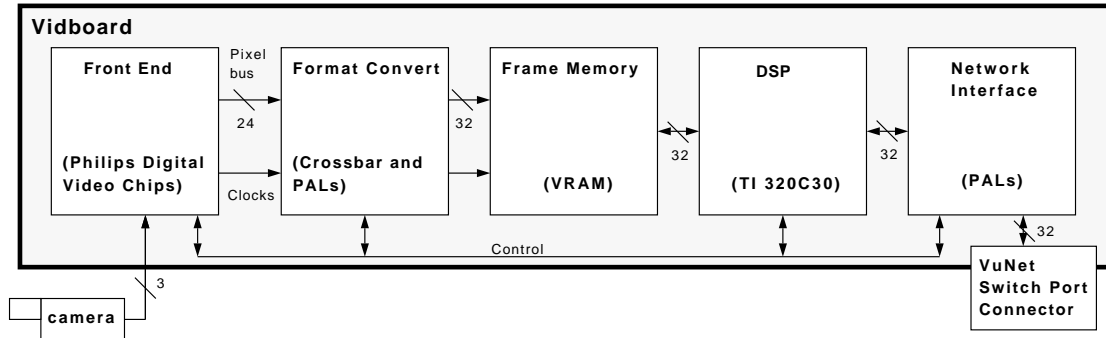 Vidboard
Front End
(Philips Digital
Video Chips)
Pixel
bus
24
Clocks
Format Convert
(Crossbar and
PALs)
32
Frame Memory
(VRAM)
32
DSP
(TI 320C30)
32
Network
Interface
(PALs)
32
Control
3
camera
VuNet
Switch Port
Connector